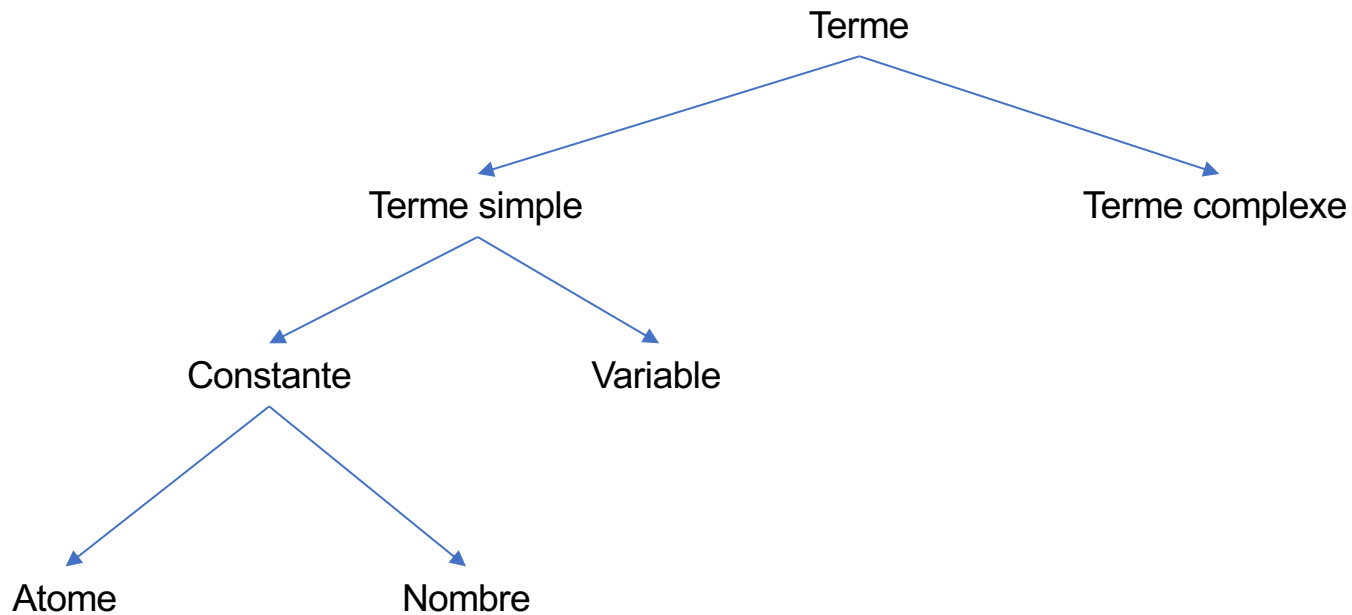 Terme
Terme simple
Terme complexe
Constante
Variable
Atome
Nombre